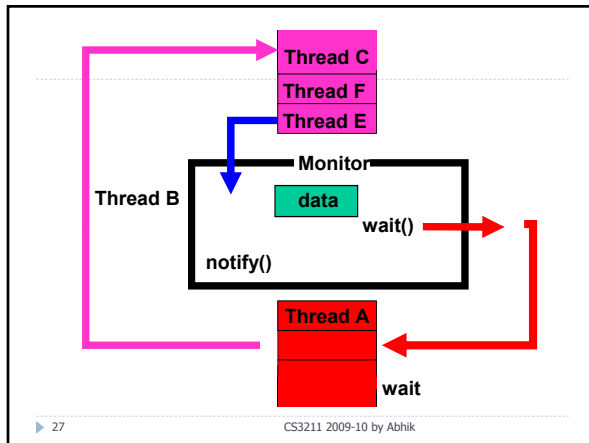 Thread C
Thread F
Thread E
Monitor
Thread B
data
wait()
notify()
Thread A
wait
27
CS3211 2009-10 by Abhik